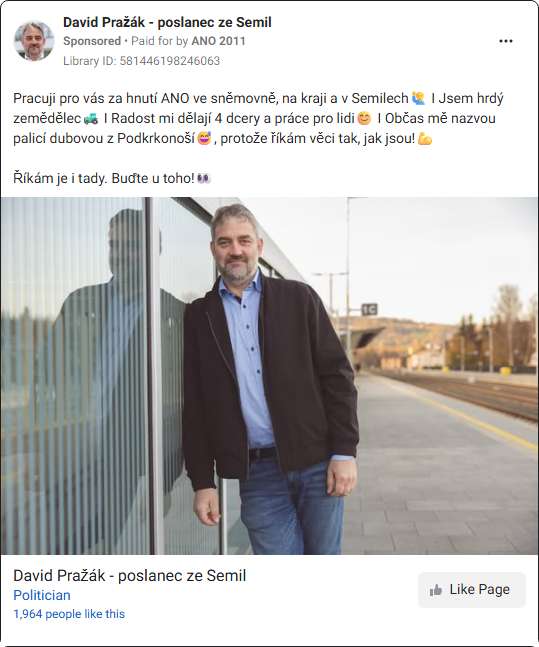 David Pražák - poslanec ze Semil
Sponsored • Paid for by ANO 2011
Library ID: 581446198246063
Pracuji pro vás za hnutí ANO ve sněmovně, na kraji a v Semilech🙋‍♂️ I Jsem hrdý
zemědělec🚜 I Radost mi dělají 4 dcery a práce pro lidi😊 I Občas mě nazvou
palicí dubovou z Podkrkonoší😅, protože říkám věci tak, jak jsou!💪
Říkám je i tady. Buďte u toho!👀
1C
David Pražák - poslanec ze Semil
Politician
1,964 people like this
Like Page